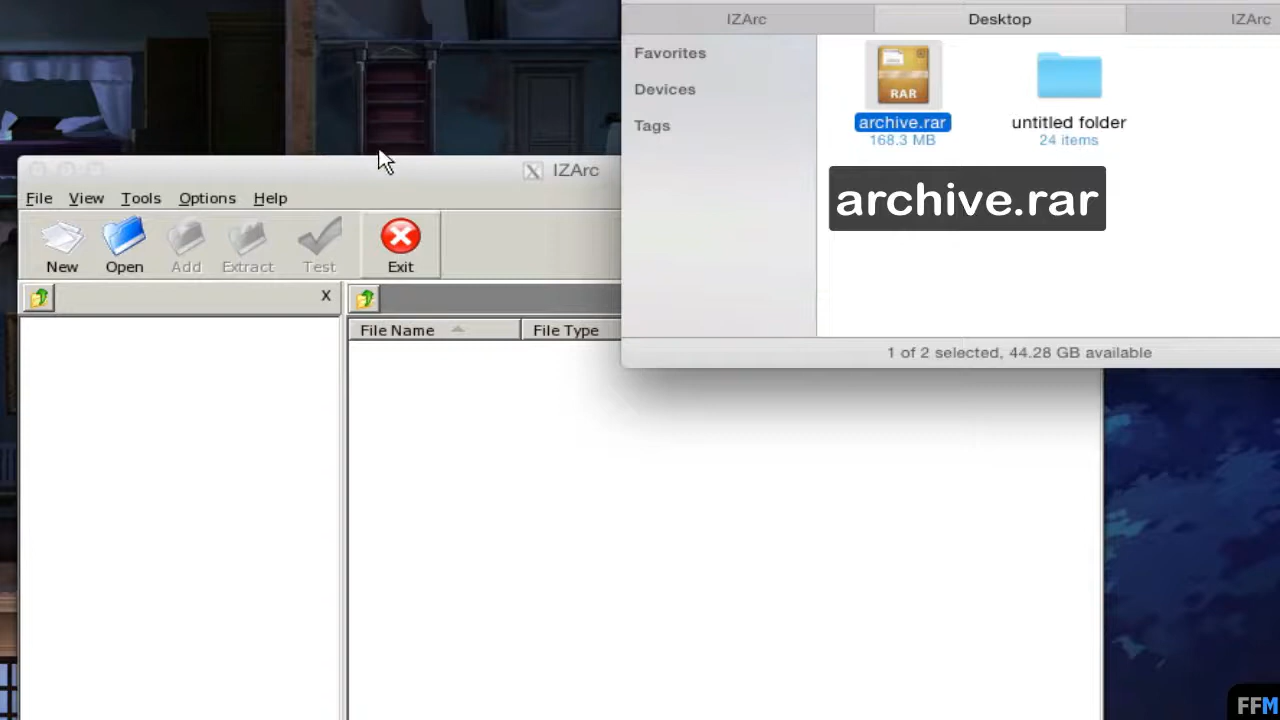 IZArc
Desktop
IZArc
Favorites
Devices
Tags
RAR
archive.rar
168.3 MB
untitled folder
24 items
archive.rar
1 of 2 selected, 44.28 GB available
X IZArc
File View Tools Options Help
New Open Add Extract Test Exit
X
File Name File Type
FFM